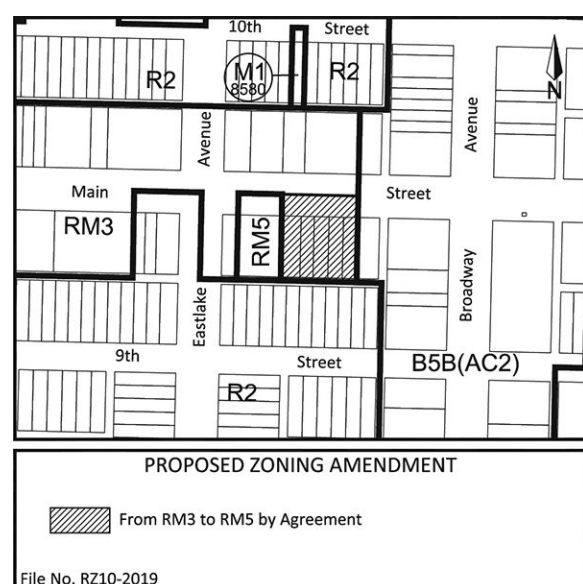 10th Street
R2 M1 8580 R2
Avenue Avenue
Main Street
RM3 RM5
Eastlake Broadway
9th Street
B5B(AC2)
R2
N
PROPOSED ZONING AMENDMENT
From RM3 to RM5 by Agreement
File No. RZ10-2019